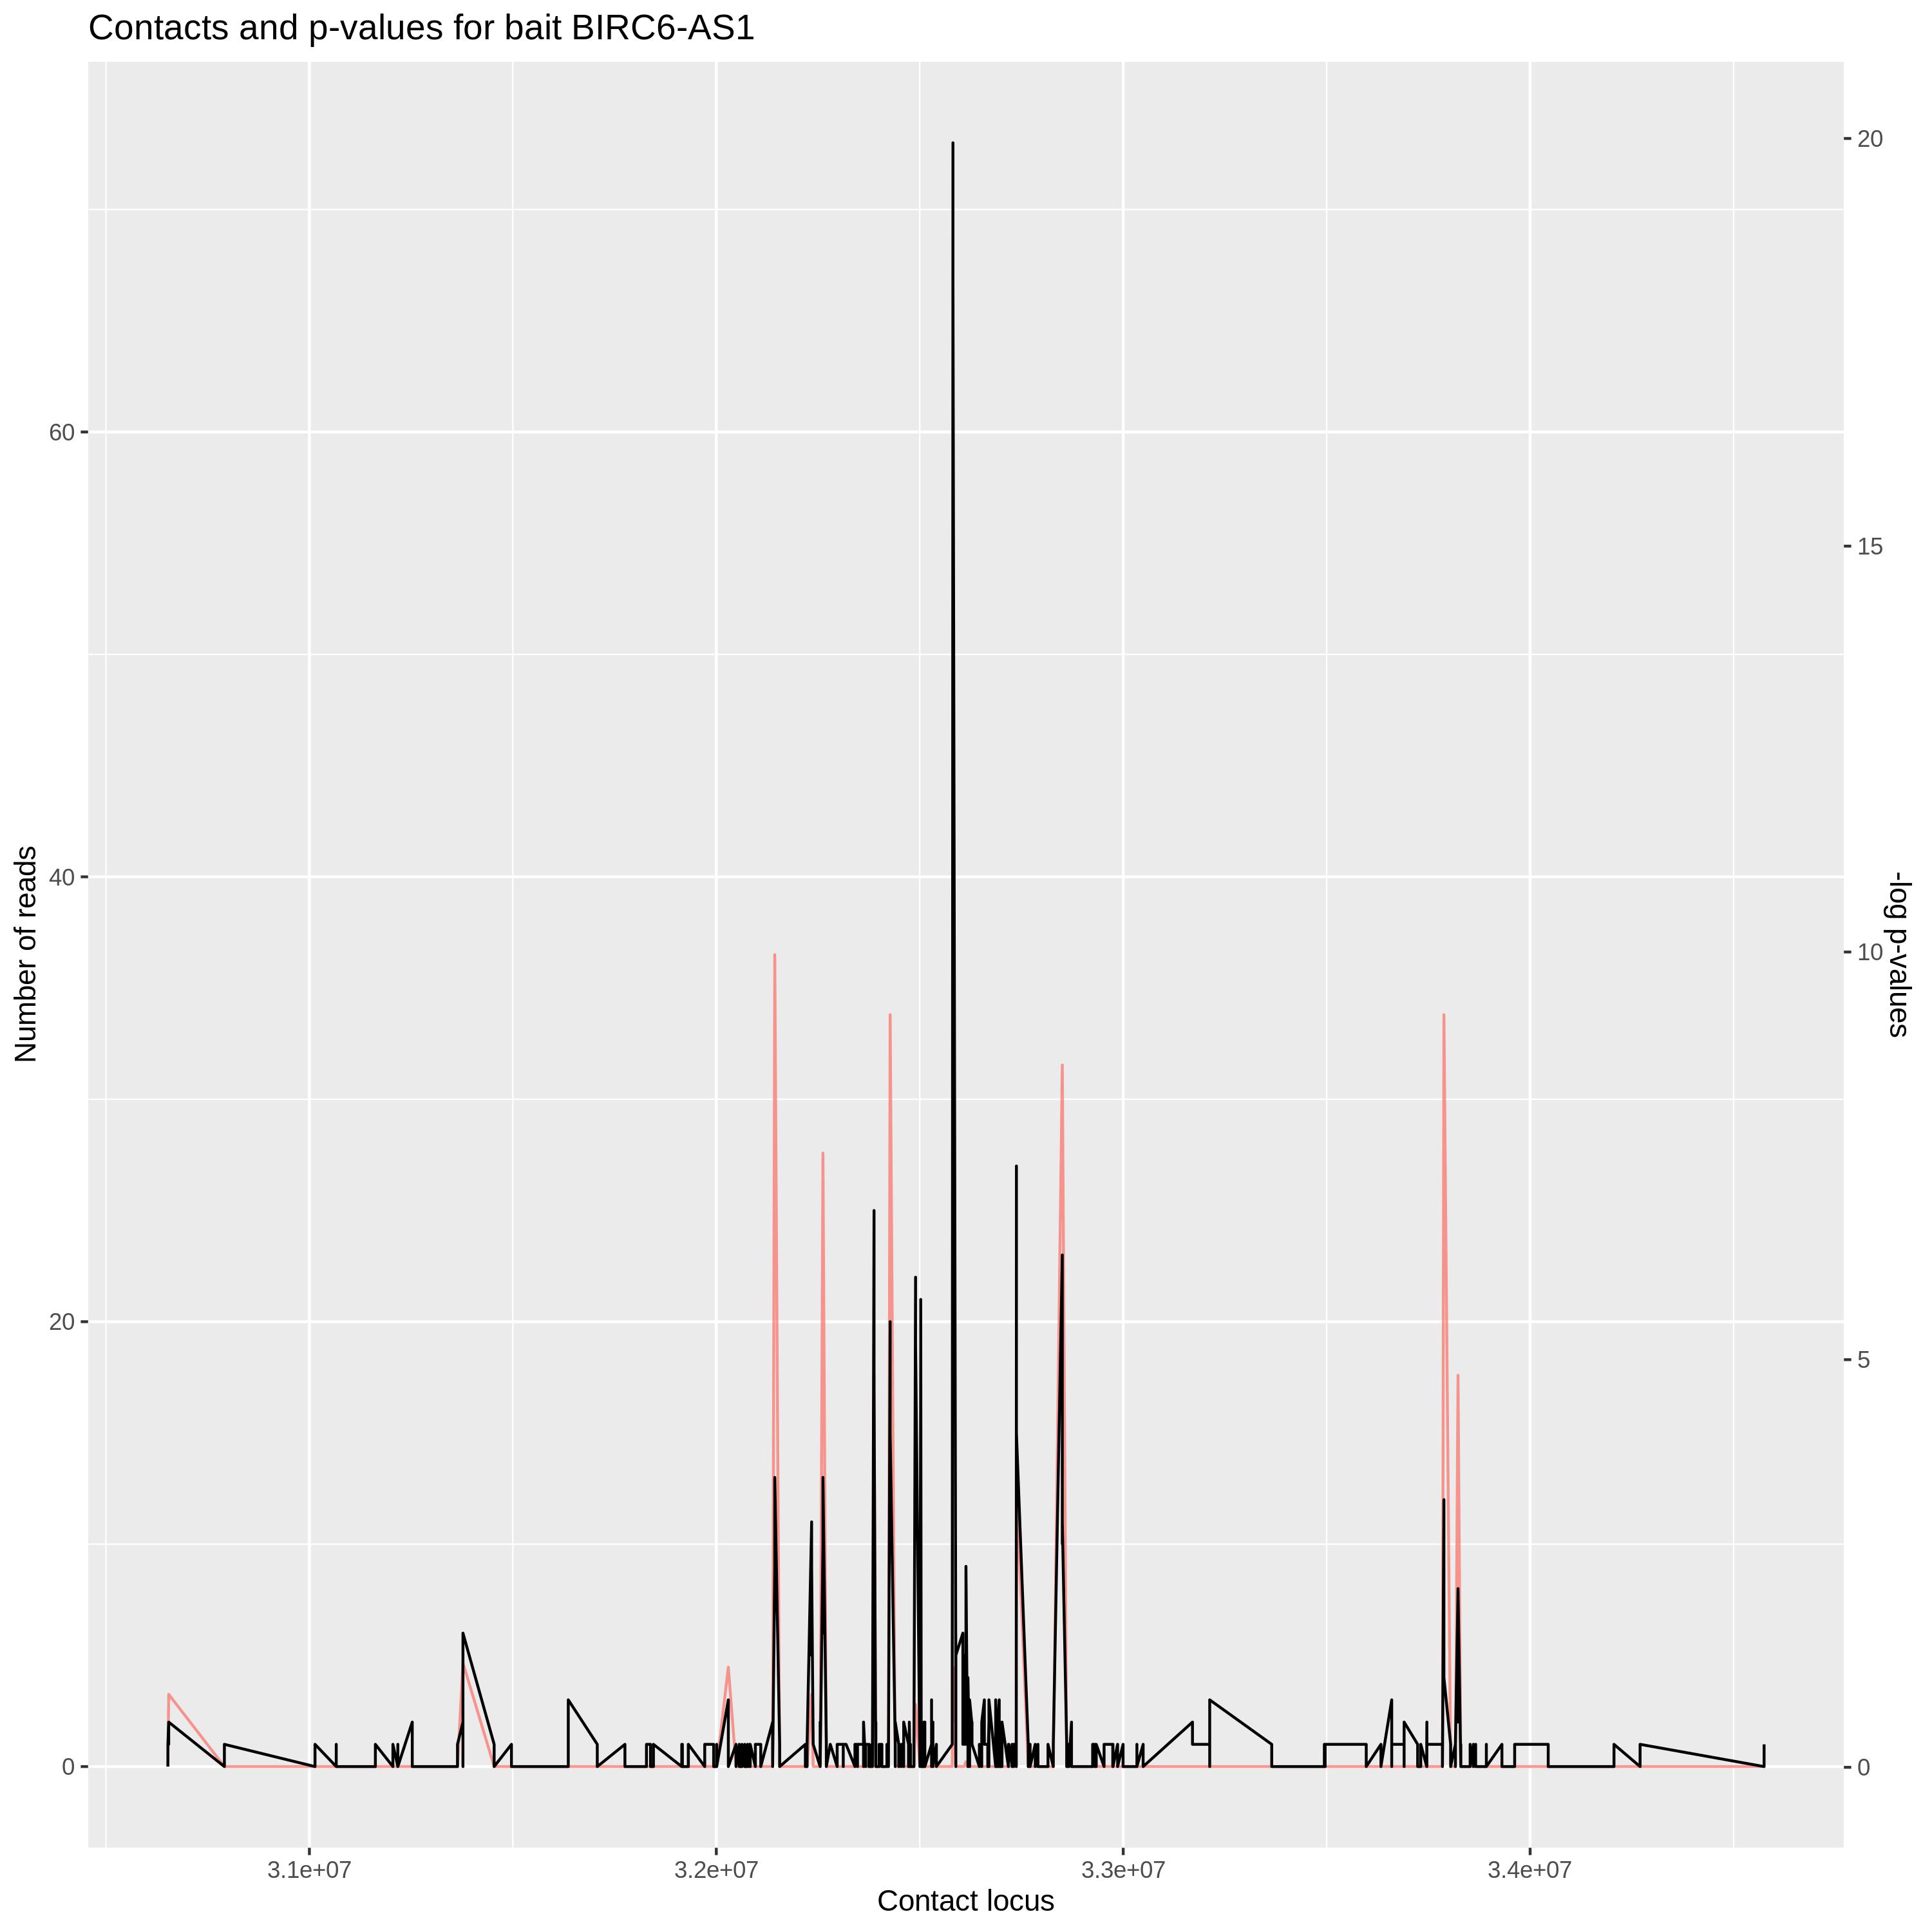 Contacts and p-values for bait BIRC6-AS1
20
60
15
40
Number of reads
-log p-values
10
20
5
0
0
3.1e+07
3.2e+07
3.3e+07
3.4e+07
Contact locus